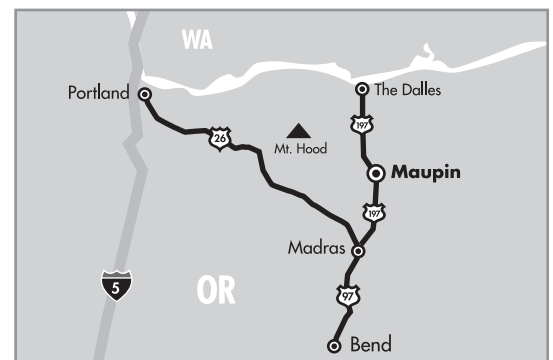 WA
Portland
The Dalles
197
26
Mt. Hood
Maupin
197
Madras
5
OR
97
Bend